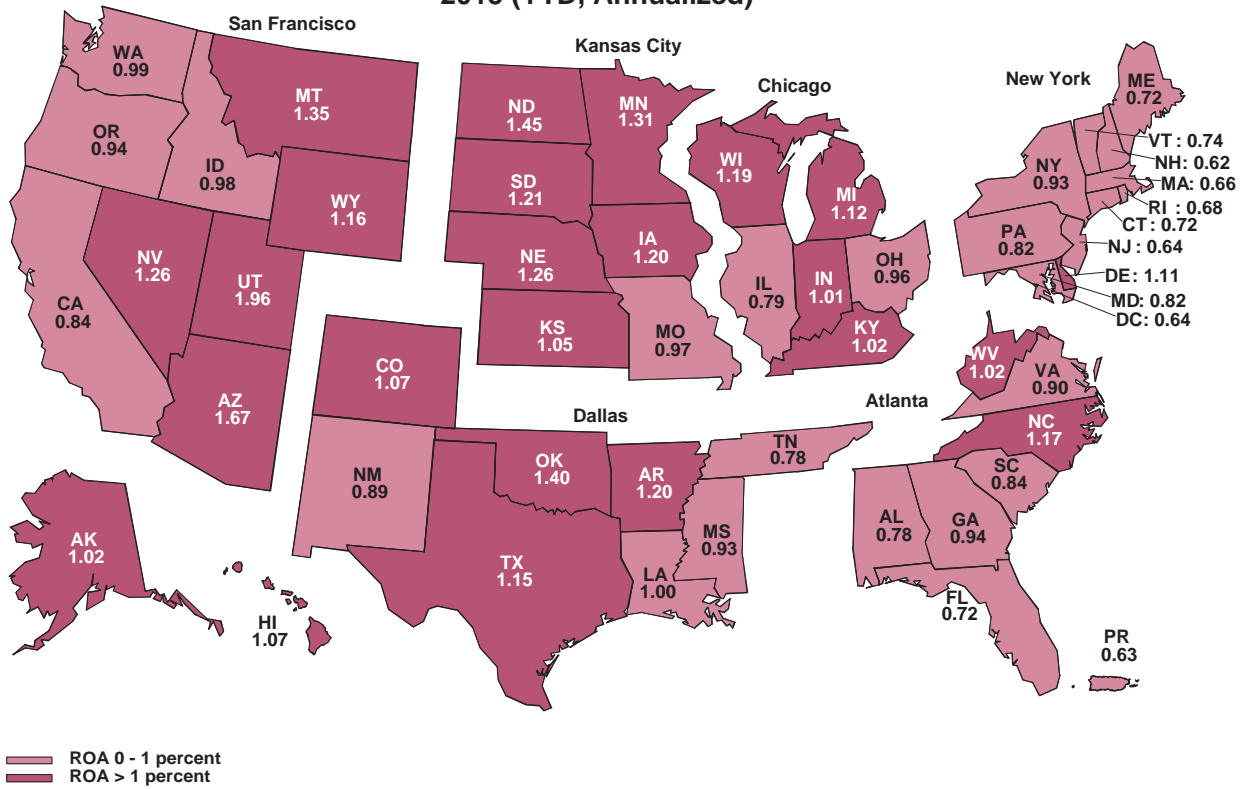 (YTD, Annualized)
San Francisco
Kansas City
Chicago
New York
WA
0.99
MT
1.35
OR
0.94
ID
0.98
WY
1.16
NV
1.26
UT
1.96
CA
0.84
AZ
1.67
AK
1.02
HI
1.07
ND
1.45
MN
1.31
SD
1.21
NE
1.26
IA
1.20
KS
1.05
MO
0.97
WI
1.19
MI
1.12
IL
0.79
IN
1.01
OH
0.96
KY
1.02
ME
0.72
VT : 0.74
NH: 0.62
NY
0.93
MA: 0.66
RI : 0.68
CT : 0.72
PA
0.82
NJ : 0.64
DE: 1.11
MD: 0.82
DC: 0.64
Dallas
CO
1.07
NM
0.89
OK
1.40
AR
1.20
TX
1.15
LA
1.00
MS
0.93
TN
0.78
Atlanta
WV
1.02
VA
0.90
NC
1.17
SC
0.84
AL
0.78
GA
0.94
FL
0.72
PR
0.63
ROA 0 - 1 percent
ROA > 1 percent